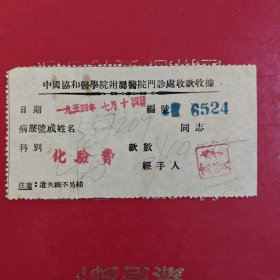 中國協和醫學院附屬醫院門診處收款收據
日期 一九五四年七月十四日 編號 6524
病歷號或姓名 557209 同志
科別 化驗費 款數
經手人
注意：遺失概不另補